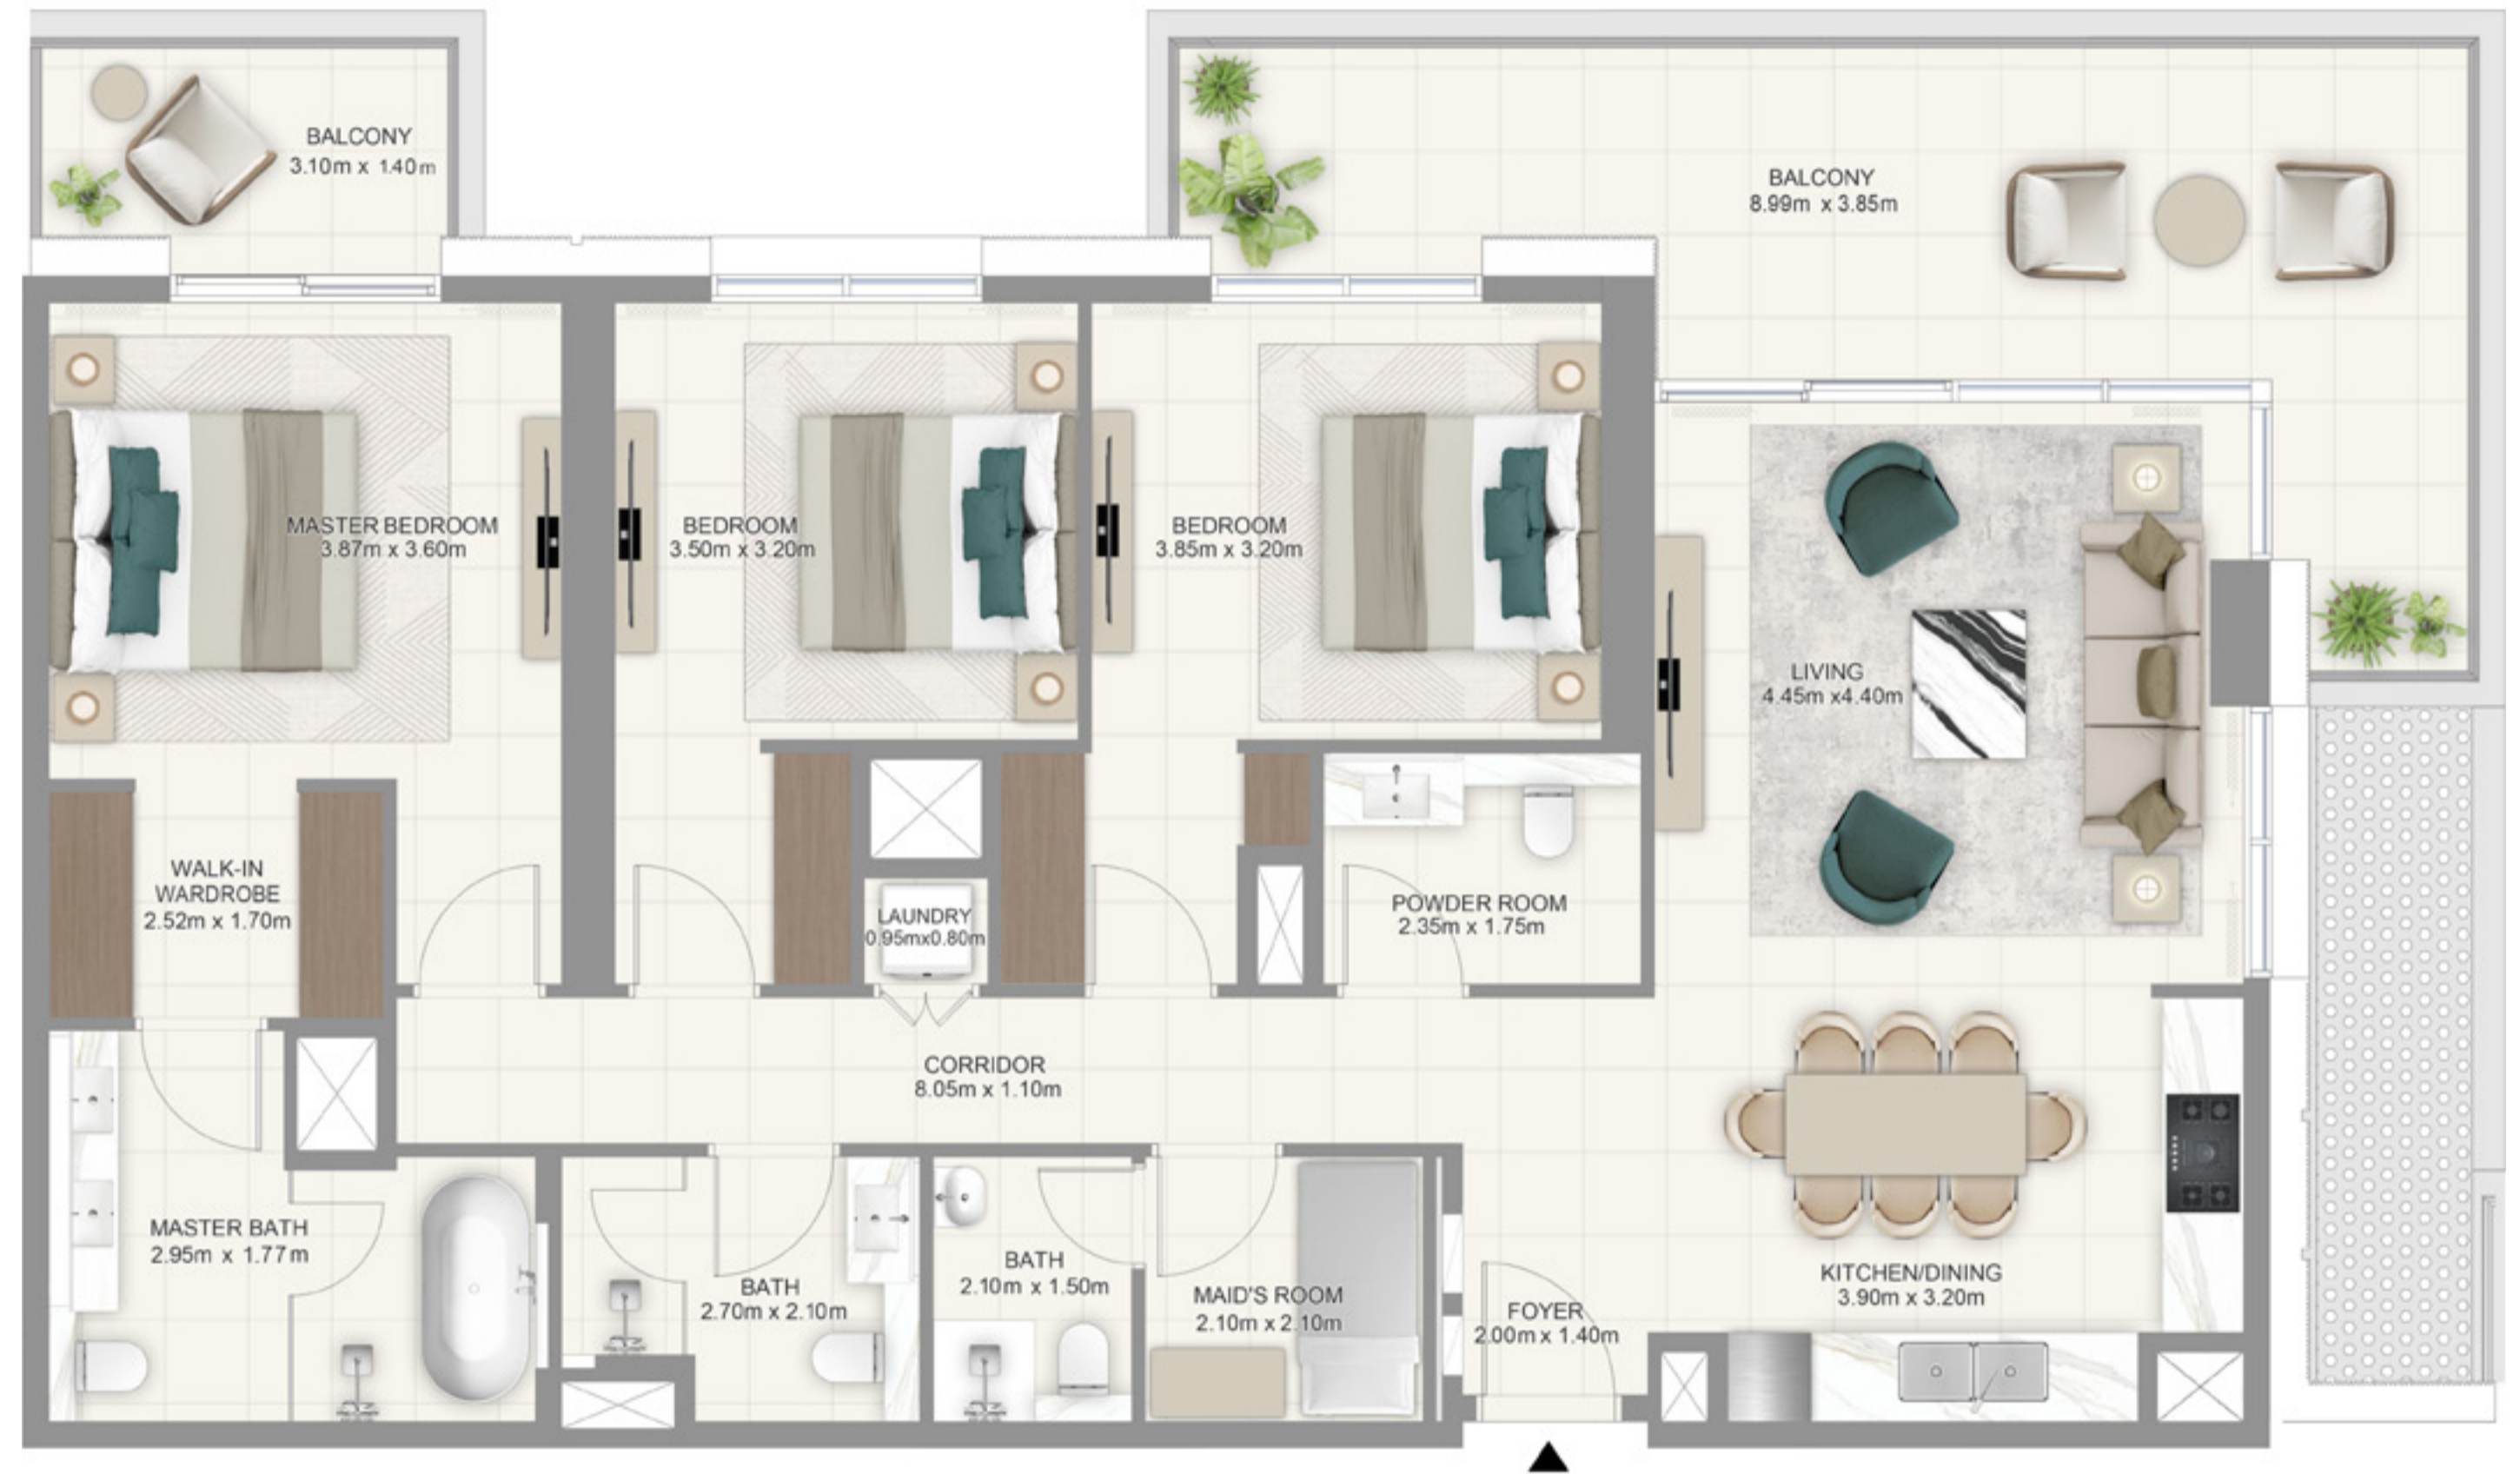 BALCONY
3.10m x 1.40m
BALCONY
8.99m x 3.85m
MASTER BEDROOM
3.87m x 3.60m
BEDROOM
3.50m x 3.20m
BEDROOM
3.85m x 3.20m
LIVING
4.45m x4.40m
WALK-IN
WARDROBE
2.52m x 1.70m
LAUNDRY
0.95mx0.80m
POWDER ROOM
2.35m x 1.75m
CORRIDOR
8.05m x 1.10m
MASTER BATH
2.95m x 1.77m
BATH
2.70m x 2.10m
BATH
2.10m x 1.50m
MAID'S ROOM
2.10m x 2.10m
FOYER
2.00m x 1.40m
KITCHEN/DINING
3.90m x 3.20m